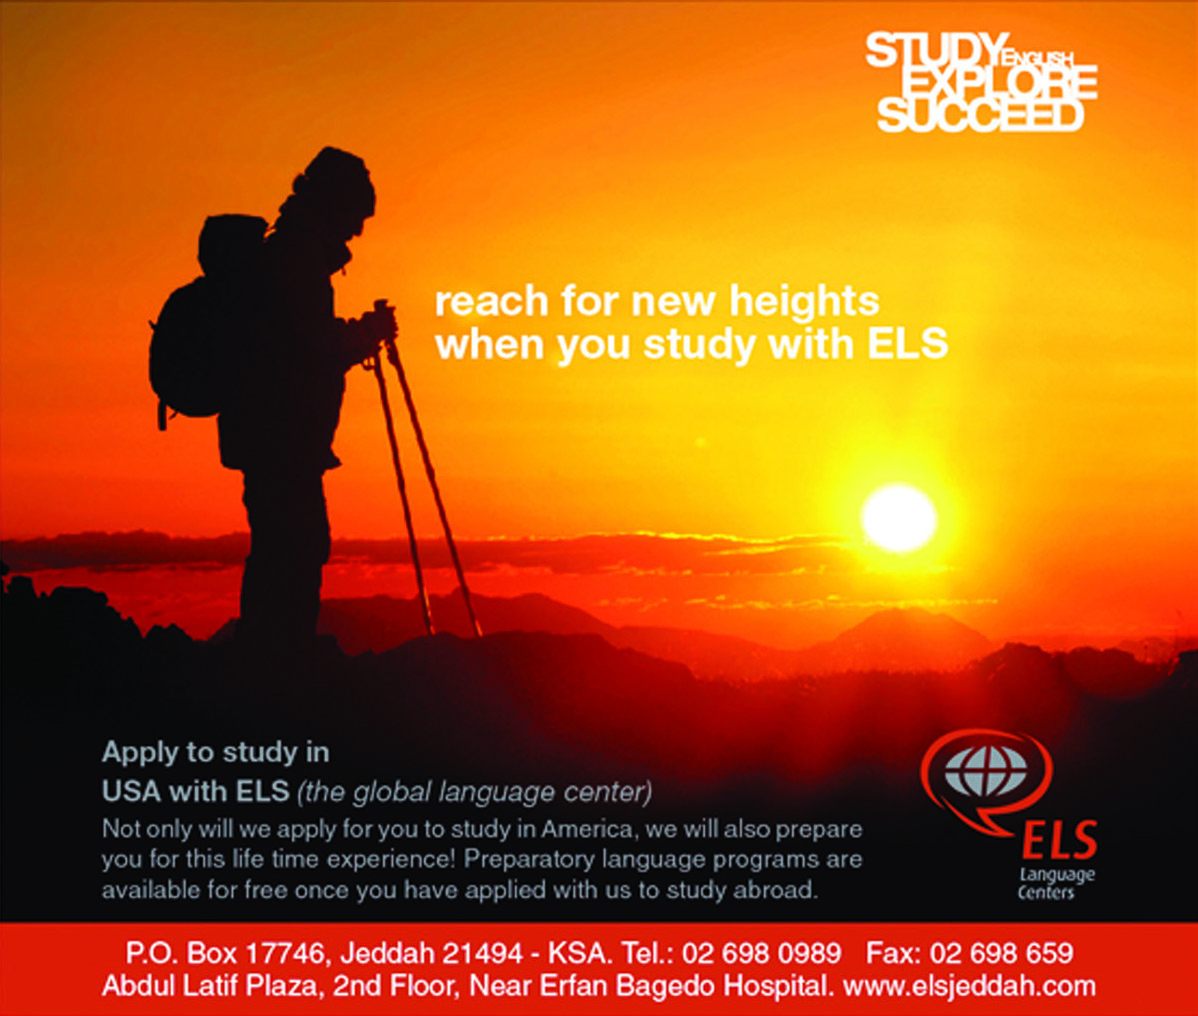 STUDY ENGLISH
EXPLORE
SUCCEED
reach for new heights
when you study with ELS
Apply to study in
USA with ELS (the global language center)
Not only will we apply for you to study in America, we will also prepare
you for this life time experience! Preparatory language programs are
available for free once you have applied with us to study abroad.
ELS
Language
Centers
P.O. Box 17746, Jeddah 21494 - KSA. Tel.: 02 698 0989 Fax: 02 698 659
Abdul Latif Plaza, 2nd Floor, Near Erfan Bagedo Hospital. www.elsjeddah.com